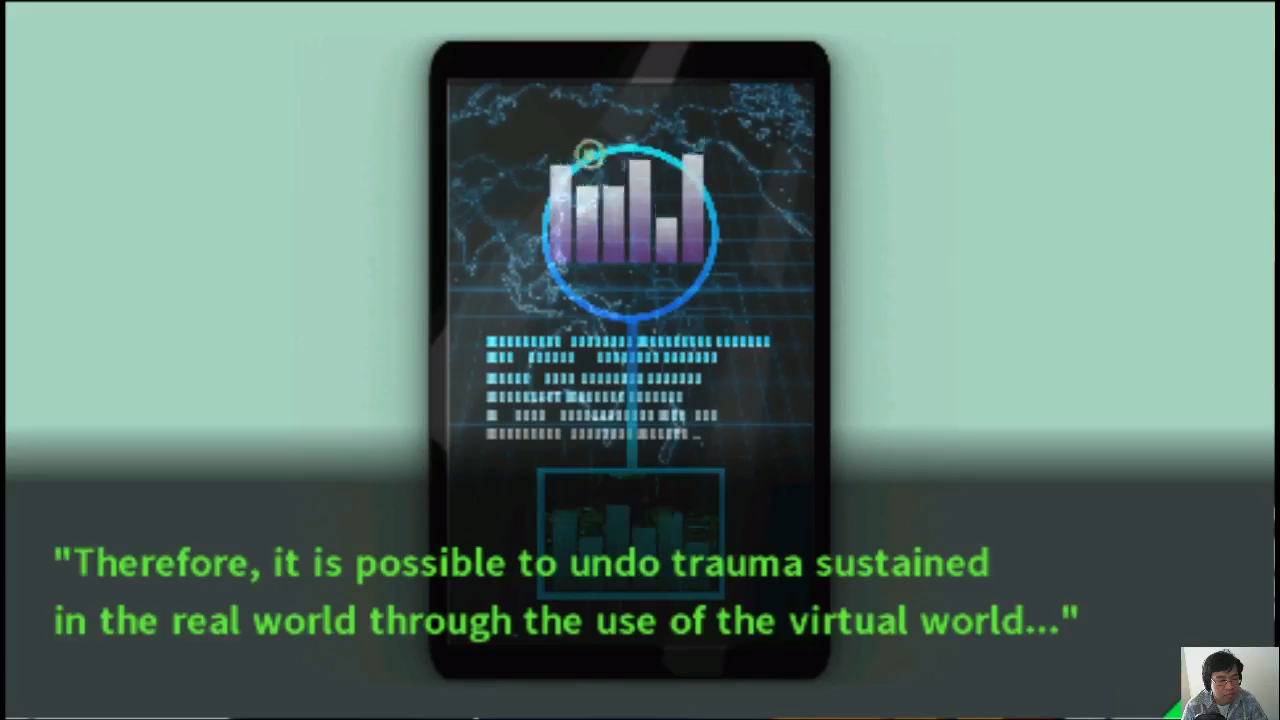 "Therefore, it is possible to undo trauma sustained
in the real world through the use of the virtual world..."